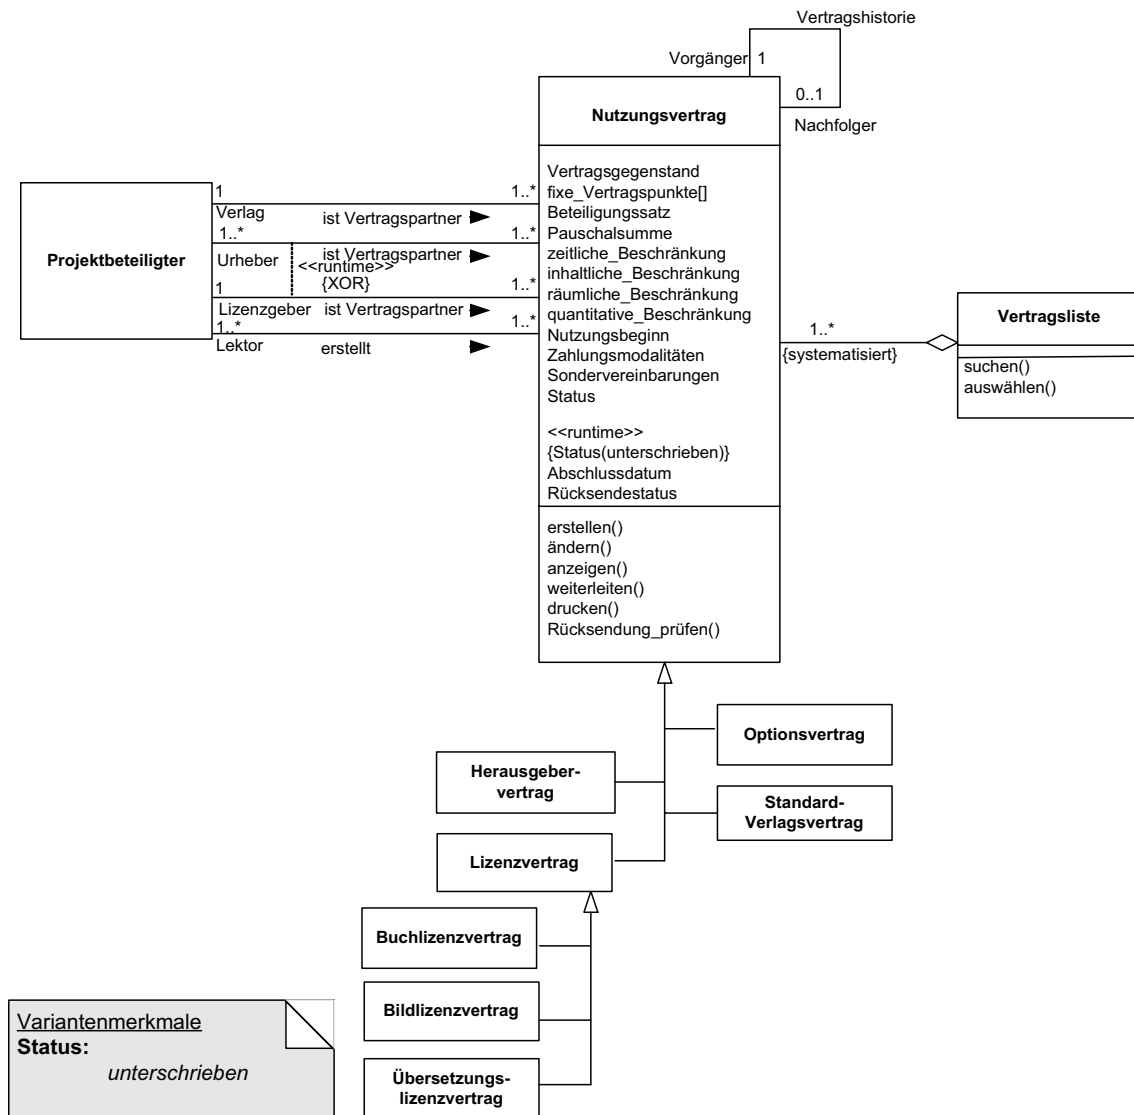 Vertragshistorie
Vorgänger 1
0..1
Nachfolger
Nutzungsvertrag
Vertragsgegenstand
fixe_Vertragspunkte[]
Beteiligungssatz
Pauschalsumme
zeitliche_Beschränkung
inhaltliche_Beschränkung
räumliche_Beschränkung
quantitative_Beschränkung
Nutzungsbeginn
Zahlungsmodalitäten
Sondervereinbarungen
Status
<<runtime>>
{Status(unterschrieben)}
Abschlussdatum
Rücksendestatus
erstellen()
ändern()
anzeigen()
weiterleiten()
drucken()
Rücksendung_prüfen()
Projektbeteiligter
1 1..*
Verlag ist Vertragspartner
1..* 1..*
Urheber ist Vertragspartner
<<runtime>>
{XOR}
1 1..*
Lizenzgeber ist Vertragspartner
1..* 1..*
Lektor erstellt
1..*
{systematisiert}
Vertragsliste
suchen()
auswählen()
Optionsvertrag
Herausgeber-
vertrag
Standard-
Verlagsvertrag
Lizenzvertrag
Buchlizenzvertrag
Bildlizenzvertrag
Übersetzungs-
lizenzvertrag
Variantenmerkmale
Status:
unterschrieben